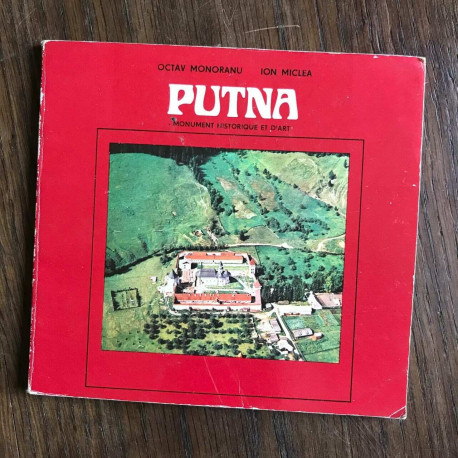 OCTAV MONORANU ION MICLEA
PUTNA
MONUMENT HISTORIQUE ET D'ART